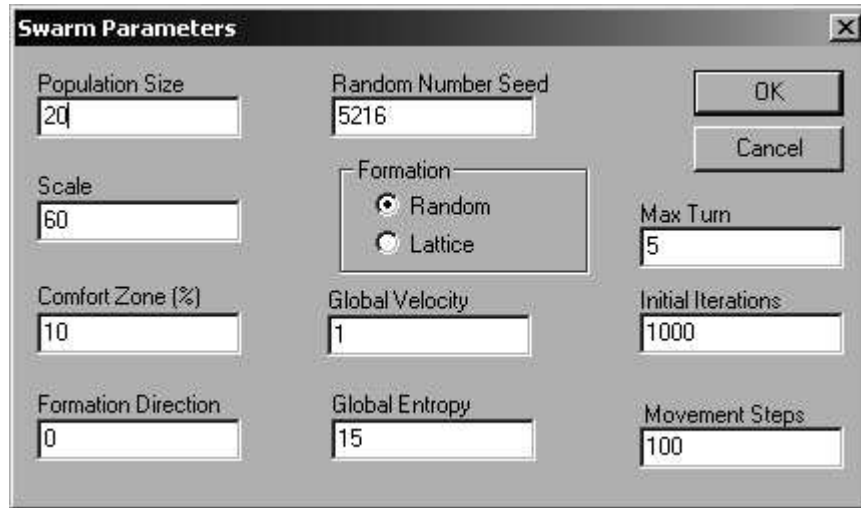 Swarm Parameters
Population Size
20
Random Number Seed
5216
OK
Cancel
Scale
60
Formation
Random
Lattice
Max Turn
5
Comfort Zone (%)
10
Global Velocity
1
Initial Iterations
1000
Formation Direction
0
Global Entropy
15
Movement Steps
100